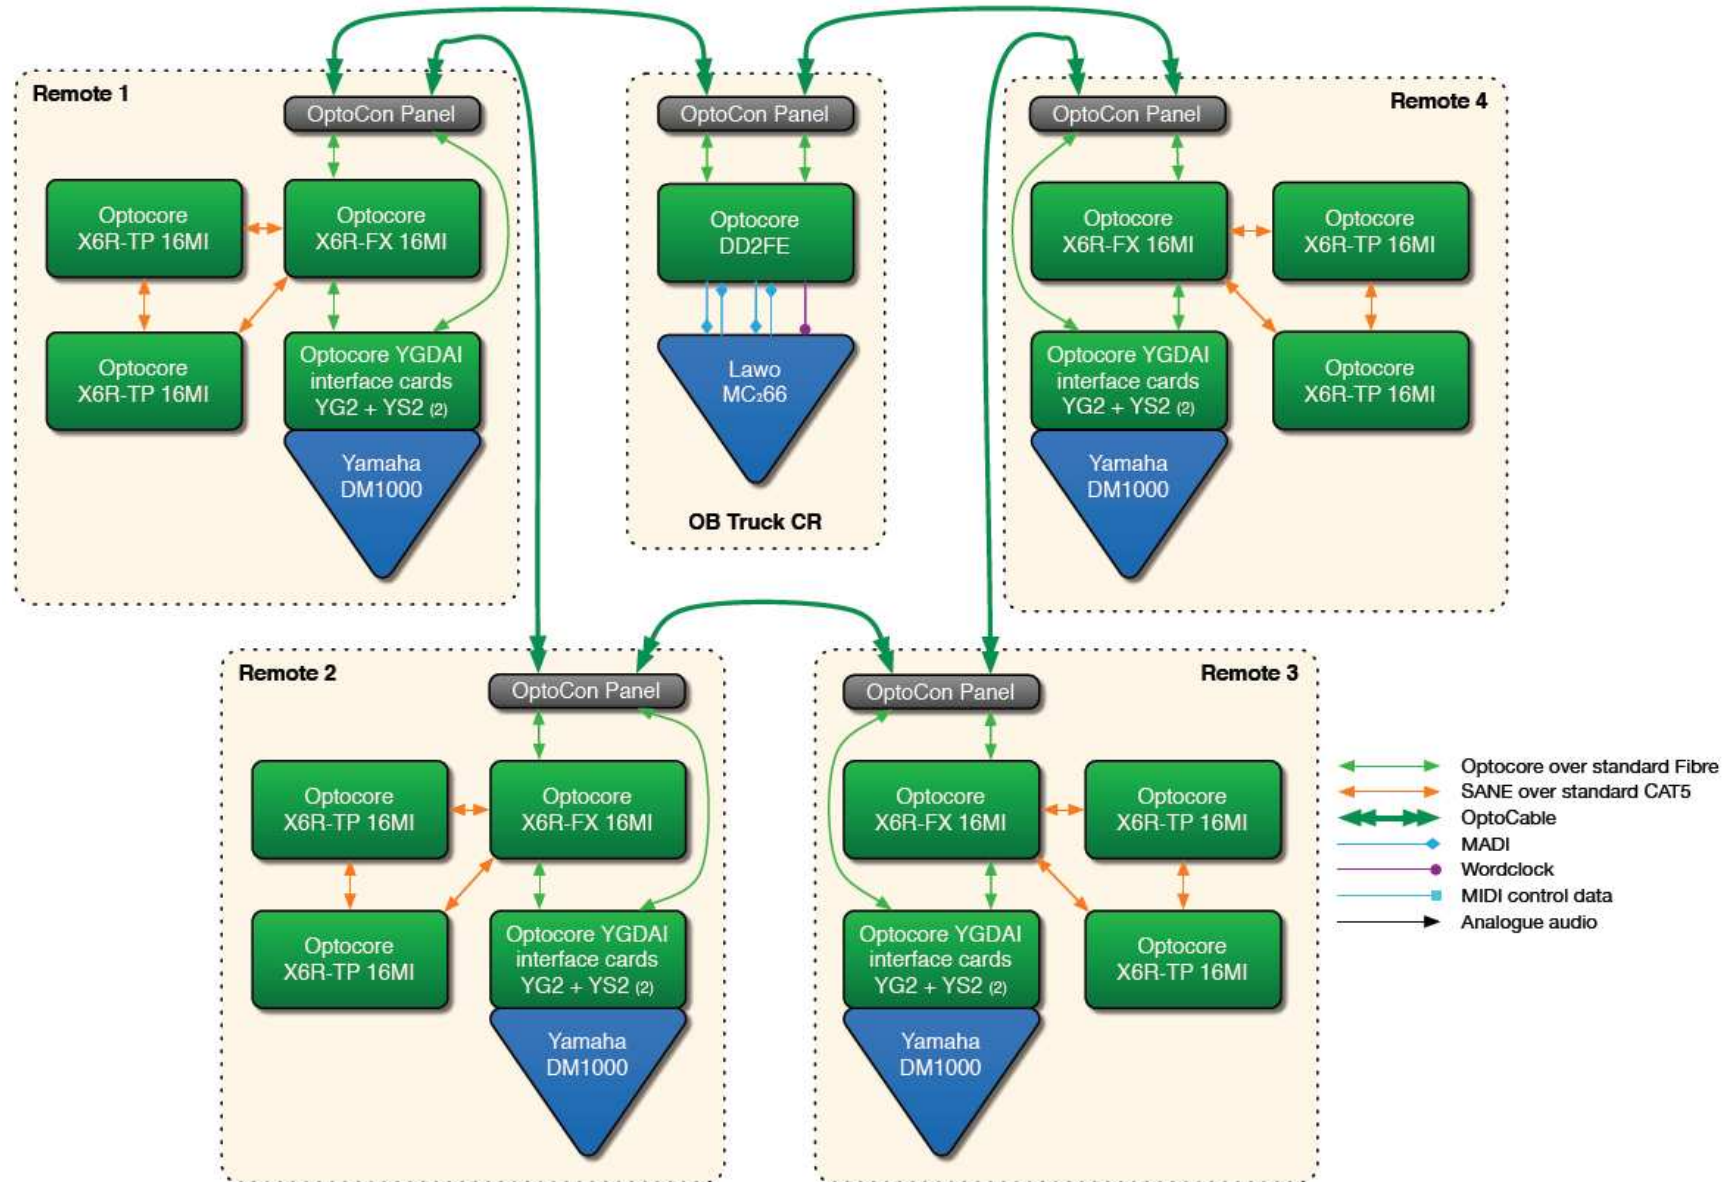 Remote 1
OptoCon Panel
Optocore
X6R-TP 16MI
Optocore
X6R-FX 16MI
Optocore
X6R-TP 16MI
Optocore YGDAI
interface cards
YG2 + YS2 (2)
Yamaha
DM1000
OptoCon Panel
Optocore
DD2FE
Lawo
MC₂66
OB Truck CR
Remote 4
OptoCon Panel
Optocore
X6R-FX 16MI
Optocore
X6R-TP 16MI
Optocore YGDAI
interface cards
YG2 + YS2 (2)
Optocore
X6R-TP 16MI
Yamaha
DM1000
Remote 2
OptoCon Panel
Optocore
X6R-TP 16MI
Optocore
X6R-FX 16MI
Optocore
X6R-TP 16MI
Optocore YGDAI
interface cards
YG2 + YS2 (2)
Yamaha
DM1000
Remote 3
OptoCon Panel
Optocore
X6R-FX 16MI
Optocore
X6R-TP 16MI
Optocore YGDAI
interface cards
YG2 + YS2 (2)
Optocore
X6R-TP 16MI
Yamaha
DM1000
Optocore over standard Fibre
SANE over standard CAT5
OptoCable
MADI
Wordclock
MIDI control data
Analogue audio